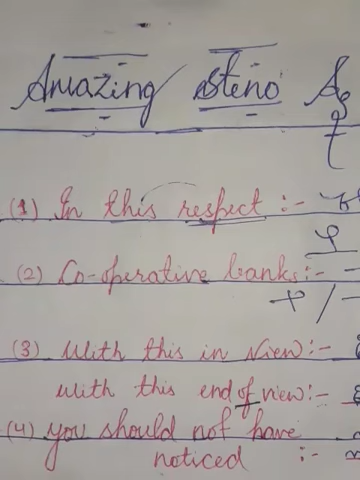 Amazing Steno
(1) In this respect :-
(2) Co-operative banks:-
(3) With this in View:-
with this end of view:-
(4) You should not have
noticed :-